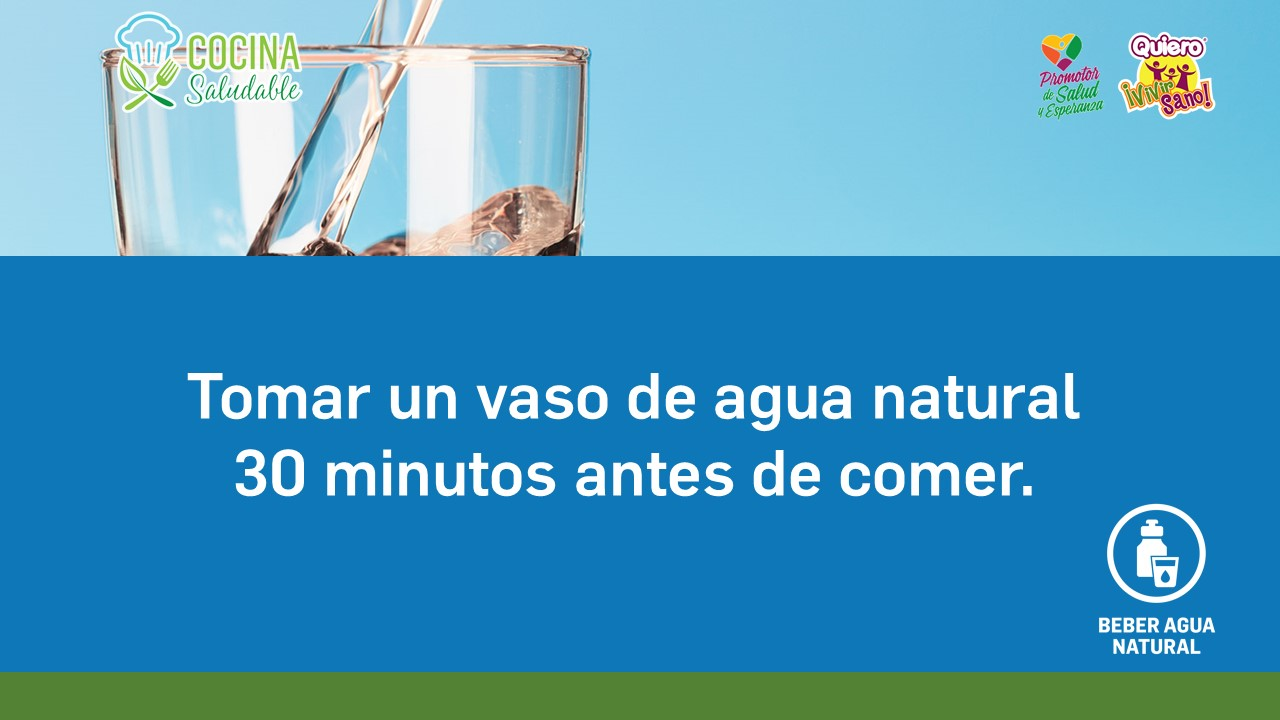 COCINA
Saludable
Promotor
de Salud
y Esperanza
Quiero
¡Vivir
Sano!
Tomar un vaso de agua natural
30 minutos antes de comer.
BEBER AGUA
NATURAL